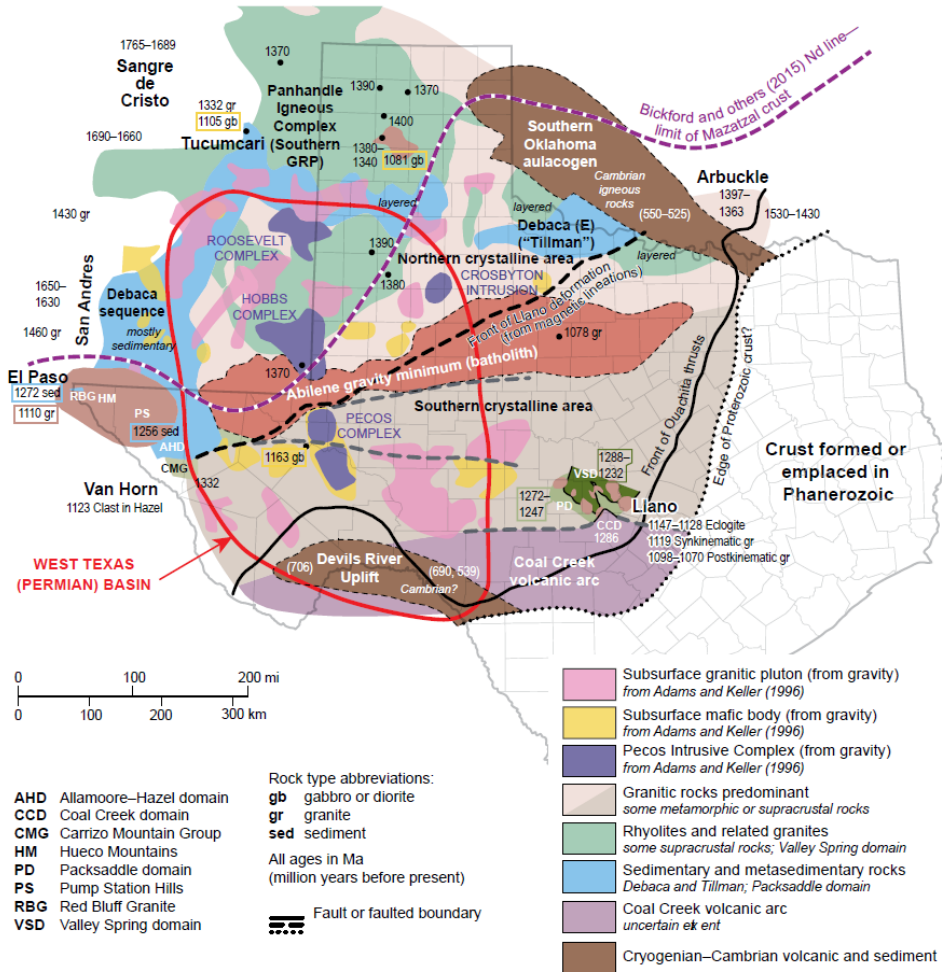 1765–1689
Sangre
de
Cristo
1370
Panhandle
Igneous
Complex
(Southern
GRP)
1390
1370
1400
1380–
1340
1081 gb
1332 gr
1105 gb
Tucumcari
1690–1660
Bickford and others (2015) Nd line—
limit of Mazatzal crust
Southern
Oklahoma
aulacogen
Cambrian
igneous
rocks
(550–525)
Arbuckle
1397–
1363
1530–1430
layered
layered
Debaca (E)
(“Tillman”)
layered
1430 gr
ROOSEVELT
COMPLEX
1390
Northern crystalline area
1380
CROSBYTON
INTRUSION
HOBBS
COMPLEX
1650–
1630
San Andres
1460 gr
Debaca
sequence
mostly
sedimentary
Front of Llano deformation
(from magnetic lineations)
1078 gr
1370
Abilene gravity minimum (batholith)
El Paso
1272 sed
1110 gr
RBG
HM
PS
1256 sed
AHD
CMG
1332
Southern crystalline area
PECOS
COMPLEX
1163 gb
Front of Ouachita thrusts
Edge of Proterozoic crust?
Crust formed or
emplaced in
Phanerozoic
Van Horn
1123 Clast in Hazel
1288–
1232
VSD
1272–
1247
PD
Llano
CCD
1286
1147–1128 Eclogite
1119 Synkinematic gr
1098–1070 Postkinematic gr
WEST TEXAS
(PERMIAN) BASIN
(706)
Devils River
Uplift
(690, 539)
Cambrian?
Coal Creek
volcanic arc
0 100 200 mi
0 100 200 300 km
AHD Allamoore–Hazel domain
CCD Coal Creek domain
CMG Carrizo Mountain Group
HM Hueco Mountains
PD Packsaddle domain
PS Pump Station Hills
RBG Red Bluff Granite
VSD Valley Spring domain
Rock type abbreviations:
gb gabbro or diorite
gr granite
sed sediment
All ages in Ma
(million years before present)
Fault or faulted boundary
Subsurface granitic pluton (from gravity)
from Adams and Keller (1996)
Subsurface mafic body (from gravity)
from Adams and Keller (1996)
Pecos Intrusive Complex (from gravity)
from Adams and Keller (1996)
Granitic rocks predominant
some metamorphic or supracrustal rocks
Rhyolites and related granites
some supracrustal rocks; Valley Spring domain
Sedimentary and metasedimentary rocks
Debaca and Tillman; Packsaddle domain
Coal Creek volcanic arc
uncertain extent
Cryogenian–Cambrian volcanic and sediment